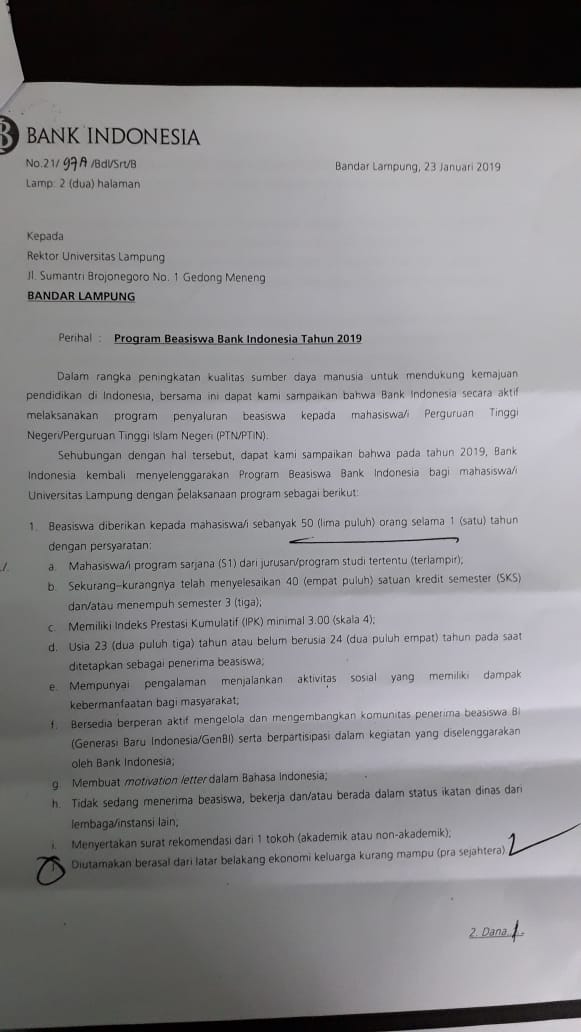 BANK INDONESIA
No.21/97A/Bdl/Srt/B
Bandar Lampung, 23 Januari 2019
Lamp: 2 (dua) halaman
Kepada
Rektor Universitas Lampung
Jl. Sumantri Brojonegoro No. 1 Gedong Meneng
BANDAR LAMPUNG
Perihal : Program Beasiswa Bank Indonesia Tahun 2019
Dalam rangka peningkatan kualitas sumber daya manusia untuk mendukung kemajuan
pendidikan di Indonesia, bersama ini dapat kami sampaikan bahwa Bank Indonesia secara aktif
melaksanakan program penyaluran beasiswa kepada mahasiswa/i Perguruan Tinggi
Negeri/Perguruan Tinggi Islam Negeri (PTN/PTIN).
Sehubungan dengan hal tersebut, dapat kami sampaikan bahwa pada tahun 2019, Bank
Indonesia kembali menyelenggarakan Program Beasiswa Bank Indonesia bagi mahasiswa/i
Universitas Lampung dengan pelaksanaan program sebagai berikut:
1. Beasiswa diberikan kepada mahasiswa/i sebanyak 50 (lima puluh) orang selama 1 (satu) tahun
dengan persyaratan:
a. Mahasiswa/i program sarjana (S1) dari jurusan/program studi tertentu (terlampir);
b. Sekurang–kurangnya telah menyelesaikan 40 (empat puluh) satuan kredit semester (SKS)
dan/atau menempuh semester 3 (tiga);
c. Memiliki Indeks Prestasi Kumulatif (IPK) minimal 3.00 (skala 4);
d. Usia 23 (dua puluh tiga) tahun atau belum berusia 24 (dua puluh empat) tahun pada saat
ditetapkan sebagai penerima beasiswa;
e. Mempunyai pengalaman menjalankan aktivitas sosial yang memiliki dampak
kebermanfaatan bagi masyarakat;
f. Bersedia berperan aktif mengelola dan mengembangkan komunitas penerima beasiswa BI
(Generasi Baru Indonesia/GenBI) serta berpartisipasi dalam kegiatan yang diselenggarakan
oleh Bank Indonesia;
g. Membuat motivation letter dalam Bahasa Indonesia;
h. Tidak sedang menerima beasiswa, bekerja dan/atau berada dalam status ikatan dinas dari
lembaga/instansi lain;
i. Menyertakan surat rekomendasi dari 1 tokoh (akademik atau non-akademik);
Diutamakan berasal dari latar belakang ekonomi keluarga kurang mampu (pra sejahtera)
2. Dana...